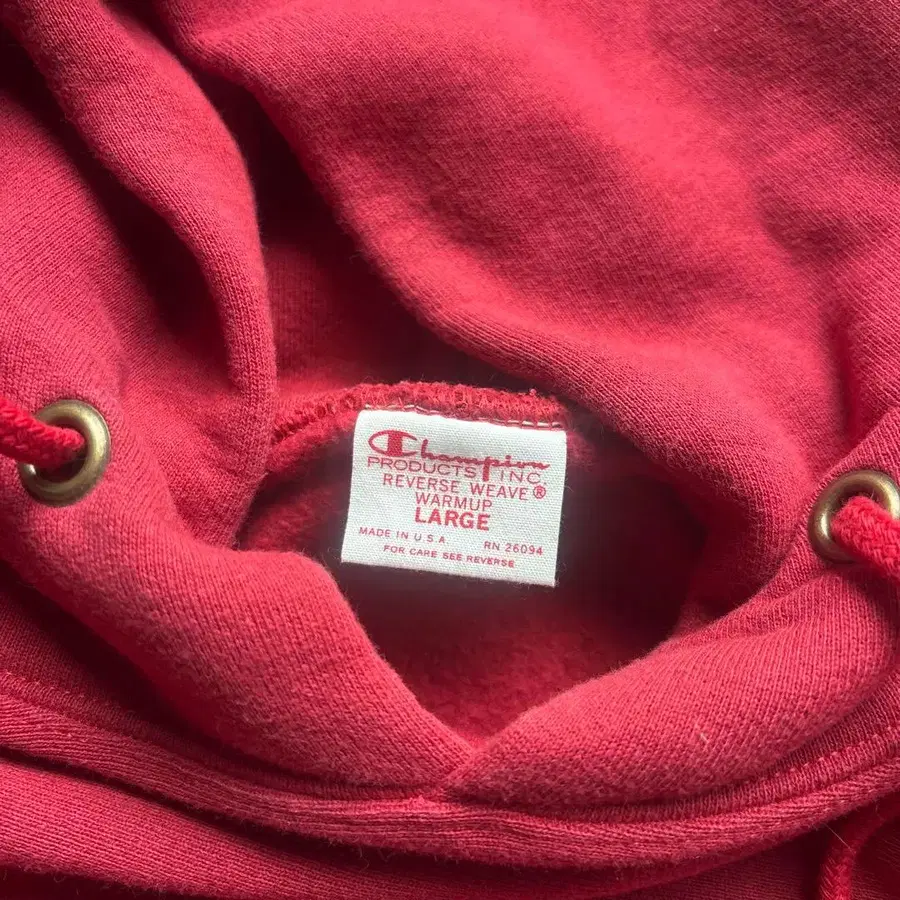 Champion
PRODUCTS INC.
REVERSE WEAVE®
WARMUP
LARGE
MADE IN U.S.A. RN 26094
FOR CARE SEE REVERSE